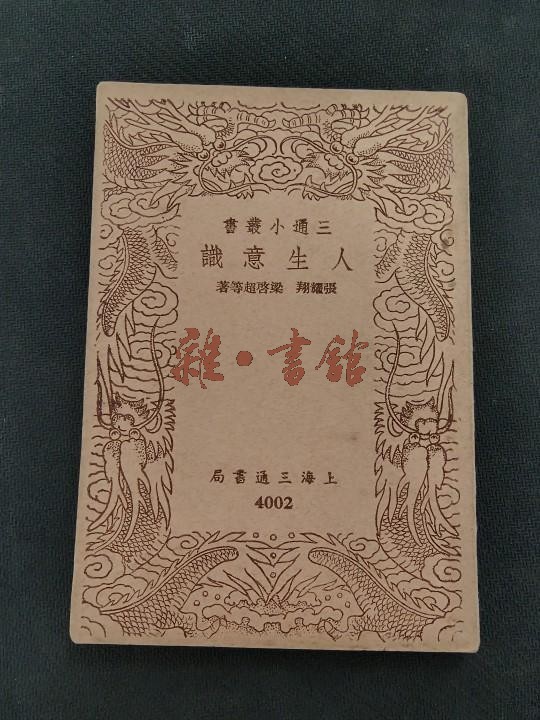 三通小叢書
人生意識
張耀翔 梁啓超等著
雜·書館
上海三通書局
4002